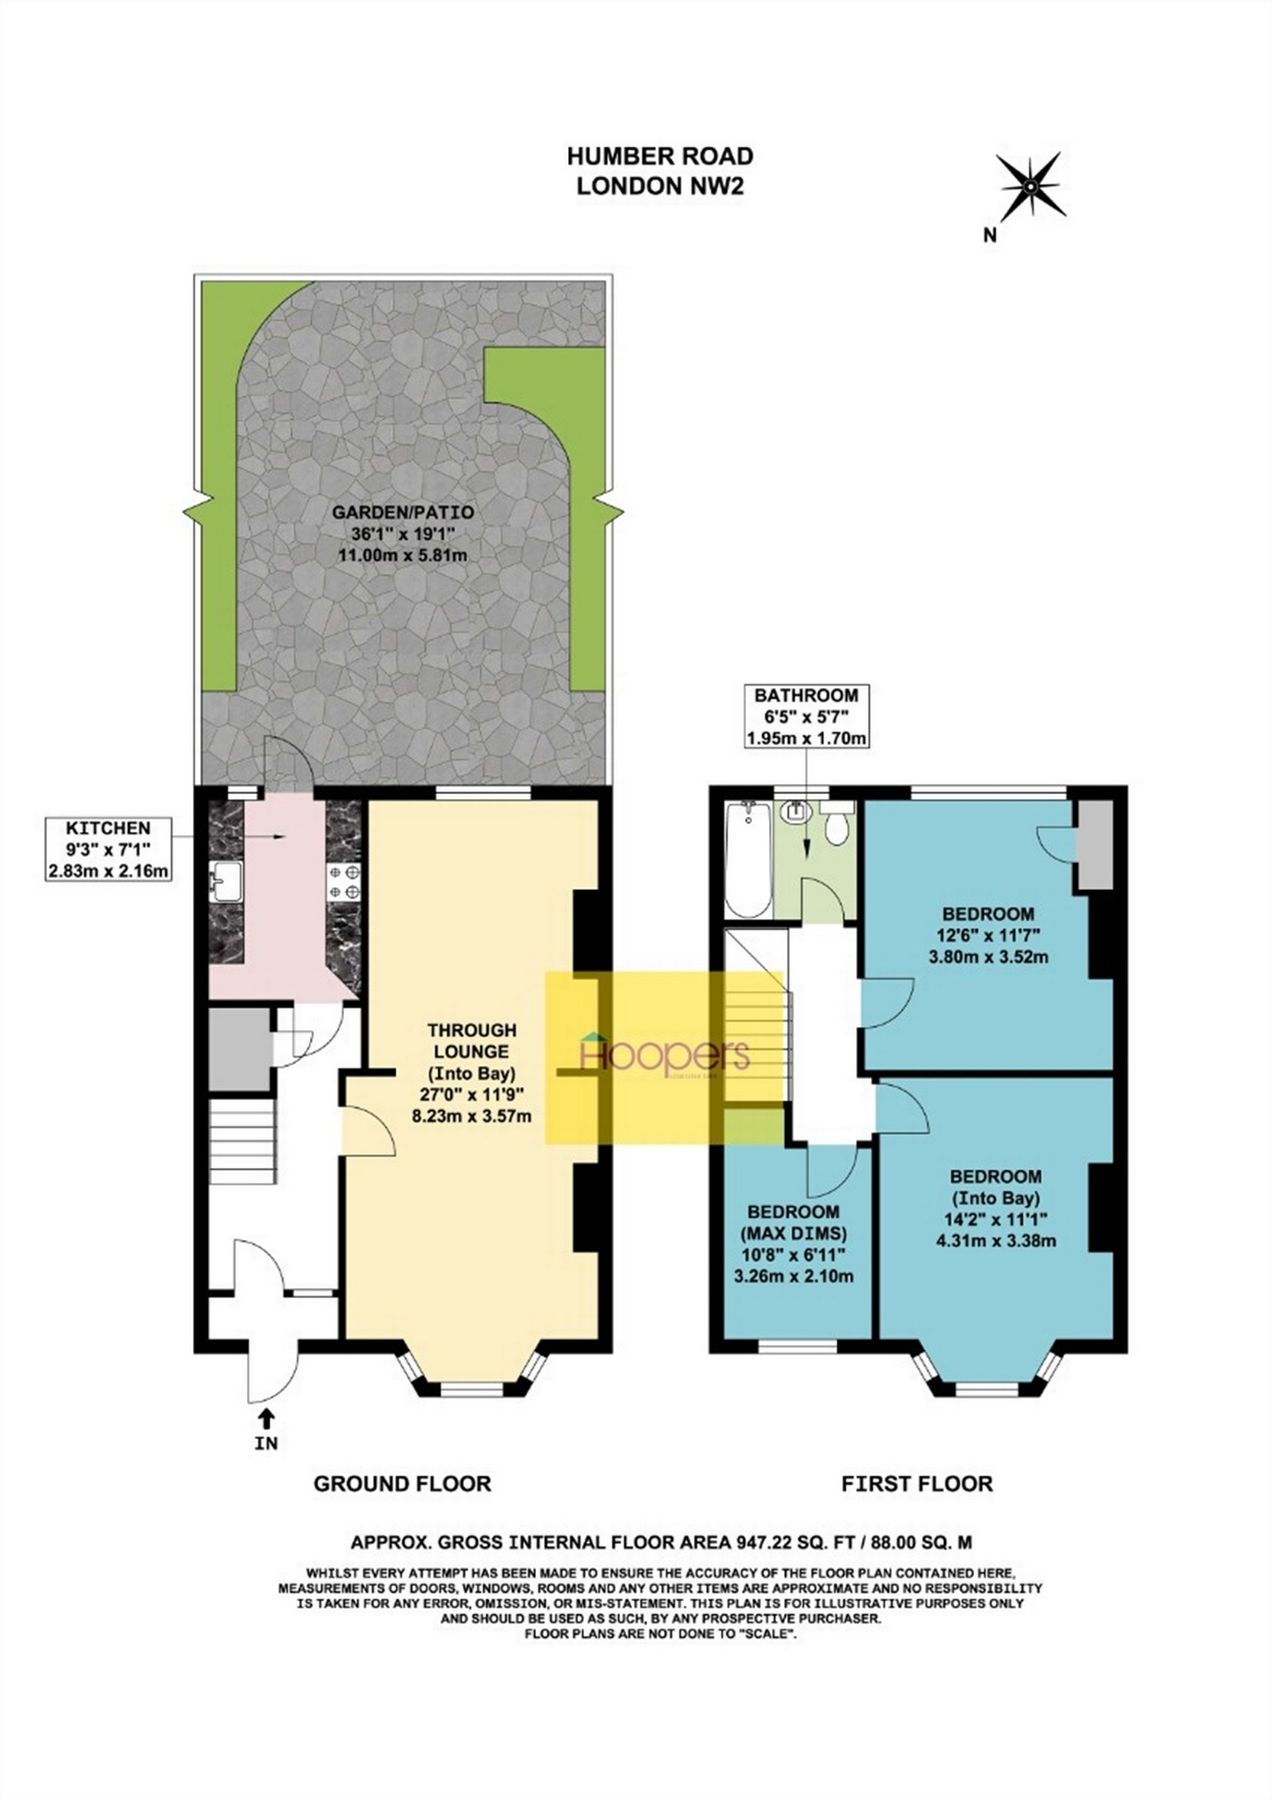 HUMBER ROAD
LONDON NW2
N
GARDEN/PATIO
36'1" x 19'1"
11.00m x 5.81m
BATHROOM
6'5" x 5'7"
1.95m x 1.70m
KITCHEN
9'3" x 7'1"
2.83m x 2.16m
BEDROOM
12'6" x 11'7"
3.80m x 3.52m
THROUGH
LOUNGE
(Into Bay)
27'0" x 11'9"
8.23m x 3.57m
Hoopers
BEDROOM
(Into Bay)
14'2" x 11'1"
4.31m x 3.38m
BEDROOM
(MAX DIMS)
10'8" x 6'11"
3.26m x 2.10m
IN
GROUND FLOOR
FIRST FLOOR
APPROX. GROSS INTERNAL FLOOR AREA 947.22 SQ. FT / 88.00 SQ. M
WHILST EVERY ATTEMPT HAS BEEN MADE TO ENSURE THE ACCURACY OF THE FLOOR PLAN CONTAINED HERE,
MEASUREMENTS OF DOORS, WINDOWS, ROOMS AND ANY OTHER ITEMS ARE APPROXIMATE AND NO RESPONSIBILITY
IS TAKEN FOR ANY ERROR, OMISSION, OR MIS-STATEMENT. THIS PLAN IS FOR ILLUSTRATIVE PURPOSES ONLY
AND SHOULD BE USED AS SUCH, BY ANY PROSPECTIVE PURCHASER.
FLOOR PLANS ARE NOT DONE TO "SCALE".